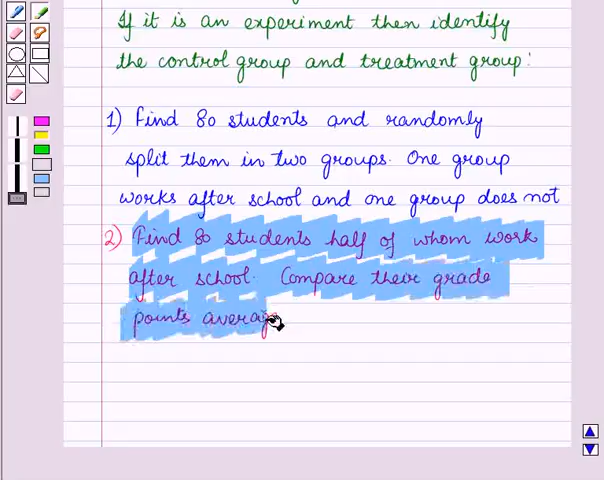 If it is an experiment then identify
the control group and treatment group:
1) Find 80 students and randomly
split them in two groups. One group
works after school and one group does not
2) Find 80 students half of whom work
after school. Compare their grade
points average